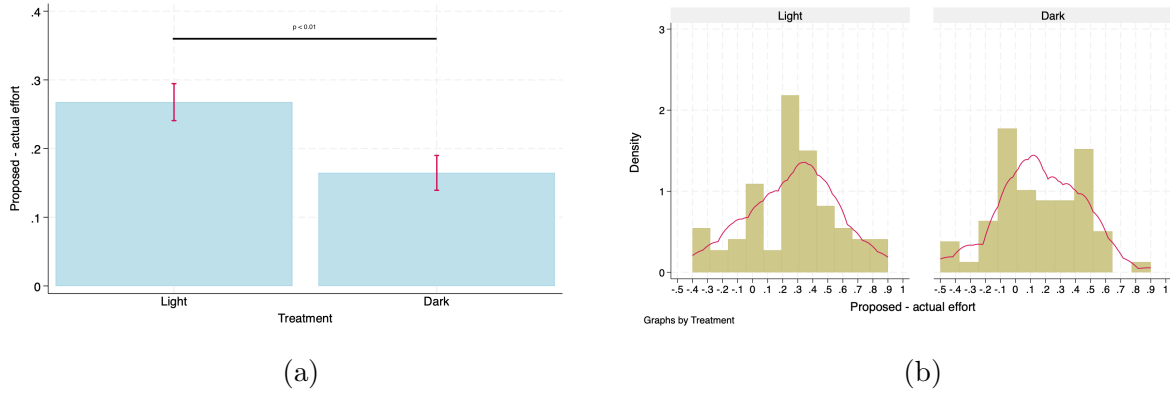 .4
.3
.2
.1
0
Proposed - actual effort
p < 0.01
Light
Dark
Treatment
(a)
Light
Dark
3
2
1
0
Density
-.5 -.4 -.3 -.2 -.1 0 .1 .2 .3 .4 .5 .6 .7 .8 .9 1
-.5 -.4 -.3 -.2 -.1 0 .1 .2 .3 .4 .5 .6 .7 .8 .9 1
Proposed - actual effort
Graphs by Treatment
(b)